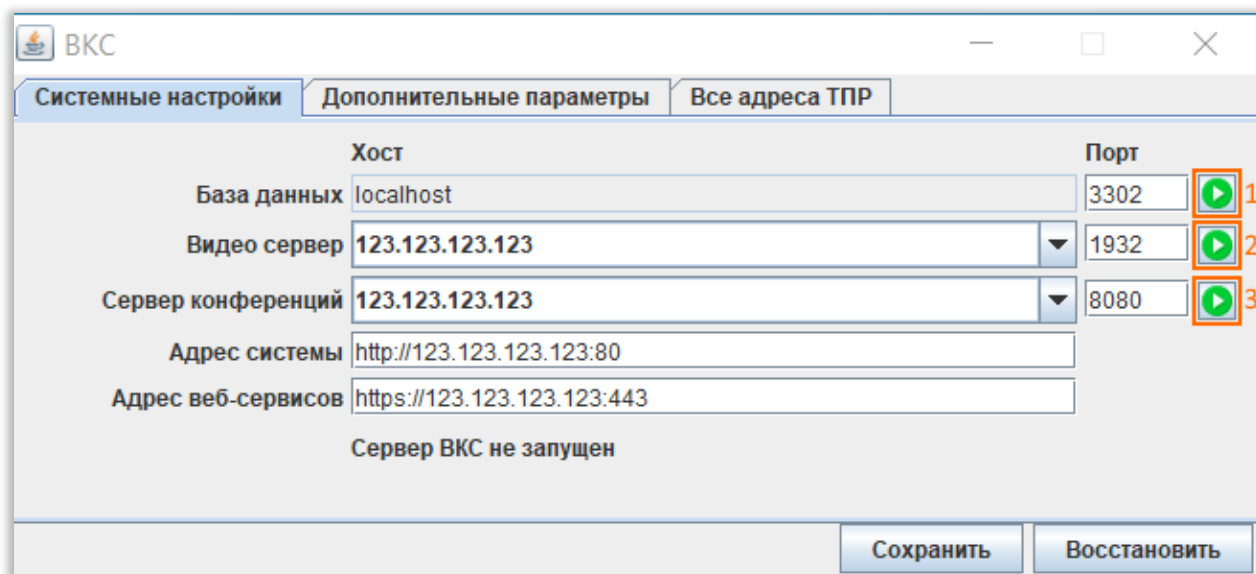 ВКС
Системные настройки Дополнительные параметры Все адреса ТПР
Хост Порт
База данных localhost 3302 1
Видео сервер 123.123.123.123 1932 2
Сервер конференций 123.123.123.123 8080 3
Адрес системы http://123.123.123.123:80
Адрес веб-сервисов https://123.123.123.123:443
Сервер ВКС не запущен
Сохранить Восстановить